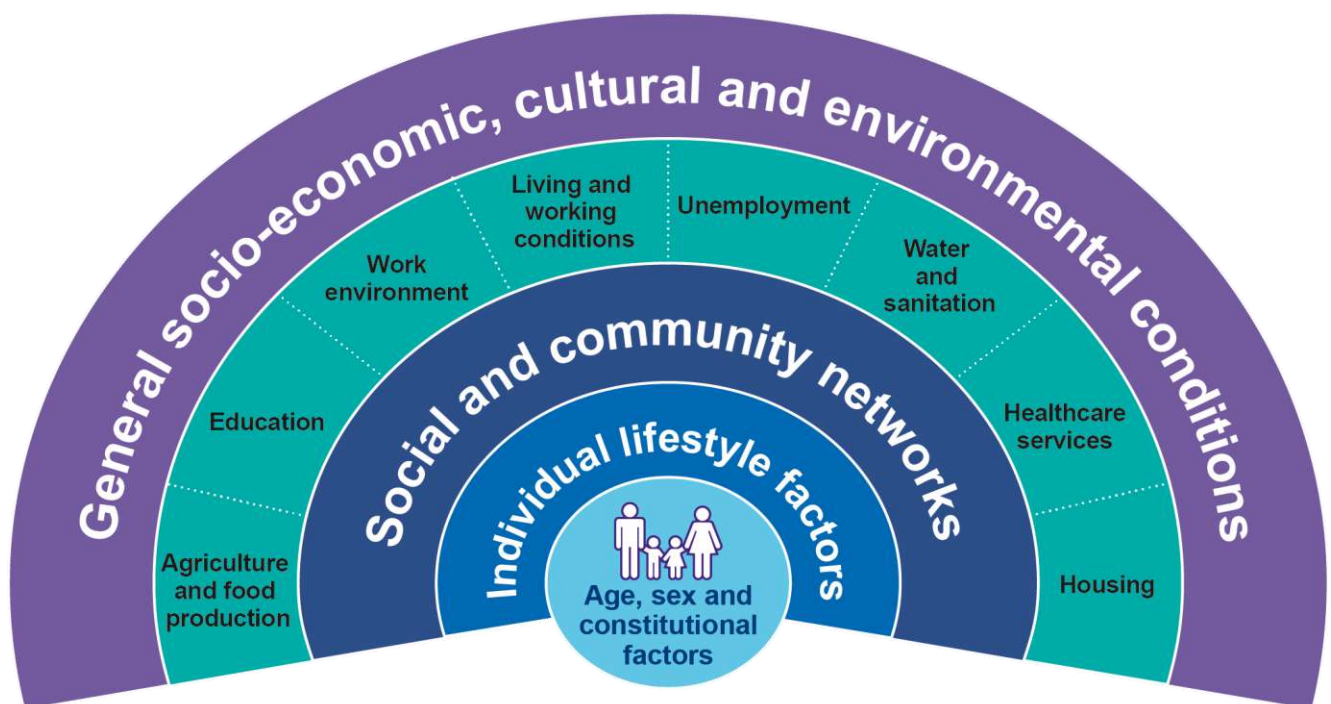 General socio-economic, cultural and environmental conditions
Agriculture and food
production
Education
Work
environment
Living and
working
conditions
Unemployment
Water
and
sanitation
Healthcare
services
Housing
Social and community networks
Individual lifestyle factors
Age, sex and
constitutional
factors